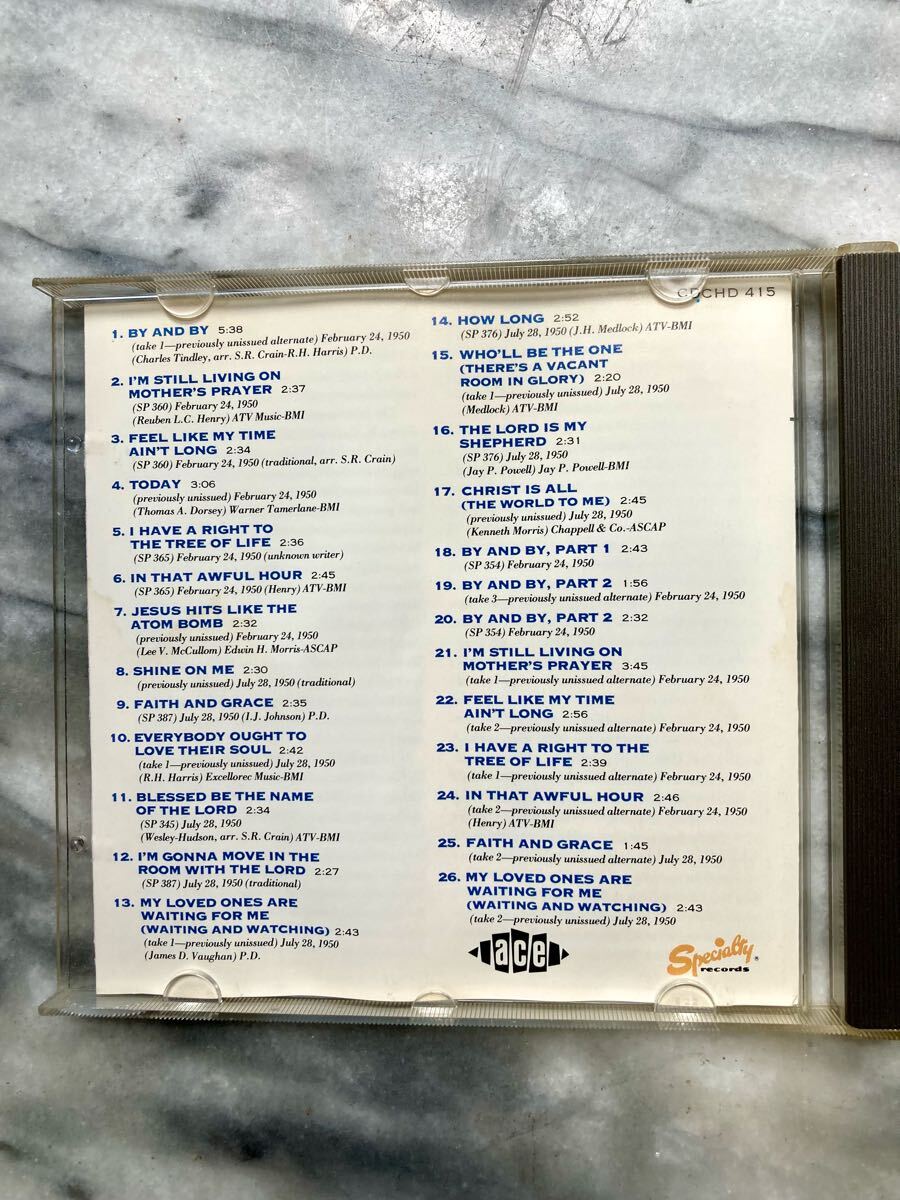 CDCHD 415
1. BY AND BY 5:38
(take 1—previously unissued alternate) February 24, 1950
(Charles Tindley, arr. S.R. Crain-R.H. Harris) P.D.
2. I'M STILL LIVING ON
MOTHER'S PRAYER 2:37
(SP 360) February 24, 1950
(Reuben L.C. Henry) ATV Music-BMI
3. FEEL LIKE MY TIME
AIN'T LONG 2:34
(SP 360) February 24, 1950 (traditional, arr. S.R. Crain)
4. TODAY 3:06
(previously unissued) February 24, 1950
(Thomas A. Dorsey) Warner Tamerlane-BMI
5. I HAVE A RIGHT TO
THE TREE OF LIFE 2:36
(SP 365) February 24, 1950 (unknown writer)
6. IN THAT AWFUL HOUR 2:45
(SP 365) February 24, 1950 (Henry) ATV-BMI
7. JESUS HITS LIKE THE
ATOM BOMB 2:32
(previously unissued) February 24, 1950
(Lee V. McCullom) Edwin H. Morris-ASCAP
8. SHINE ON ME 2:30
(previously unissued) July 28, 1950 (traditional)
9. FAITH AND GRACE 2:35
(SP 387) July 28, 1950 (I.J. Johnson) P.D.
10. EVERYBODY OUGHT TO
LOVE THEIR SOUL 2:42
(take 1—previously unissued) July 28, 1950
(R.H. Harris) Excellorec Music-BMI
11. BLESSED BE THE NAME
OF THE LORD 2:34
(SP 345) July 28, 1950
(Wesley-Hudson, arr. S.R. Crain) ATV-BMI
12. I'M GONNA MOVE IN THE
ROOM WITH THE LORD 2:27
(SP 387) July 28, 1950 (traditional)
13. MY LOVED ONES ARE
WAITING FOR ME
(WAITING AND WATCHING) 2:43
(take 1—previously unissued) July 28, 1950
(James D. Vaughan) P.D.
14. HOW LONG 2:52
(SP 376) July 28, 1950 (J.H. Medlock) ATV-BMI
15. WHO'LL BE THE ONE
(THERE'S A VACANT
ROOM IN GLORY) 2:20
(take 1—previously unissued) July 28, 1950
(Medlock) ATV-BMI
16. THE LORD IS MY
SHEPHERD 2:31
(SP 376) July 28, 1950
(Jay P. Powell) Jay P. Powell-BMI
17. CHRIST IS ALL
(THE WORLD TO ME) 2:45
(previously unissued) July 28, 1950
(Kenneth Morris) Chappell & Co.-ASCAP
18. BY AND BY, PART 1 2:43
(SP 354) February 24, 1950
19. BY AND BY, PART 2 1:56
(take 3—previously unissued alternate) February 24, 1950
20. BY AND BY, PART 2 2:32
(SP 354) February 24, 1950
21. I'M STILL LIVING ON
MOTHER'S PRAYER 3:45
(take 1—previously unissued alternate) February 24, 1950
22. FEEL LIKE MY TIME
AIN'T LONG 2:56
(take 2—previously unissued alternate) February 24, 1950
23. I HAVE A RIGHT TO THE
TREE OF LIFE 2:39
(take 1—previously unissued alternate) February 24, 1950
24. IN THAT AWFUL HOUR 2:46
(take 2—previously unissued alternate) February 24, 1950
(Henry) ATV-BMI
25. FAITH AND GRACE 1:45
(take 2—previously unissued alternate) July 28, 1950
26. MY LOVED ONES ARE
WAITING FOR ME
(WAITING AND WATCHING) 2:43
(take 2—previously unissued) July 28, 1950
ace
Specialty®
records